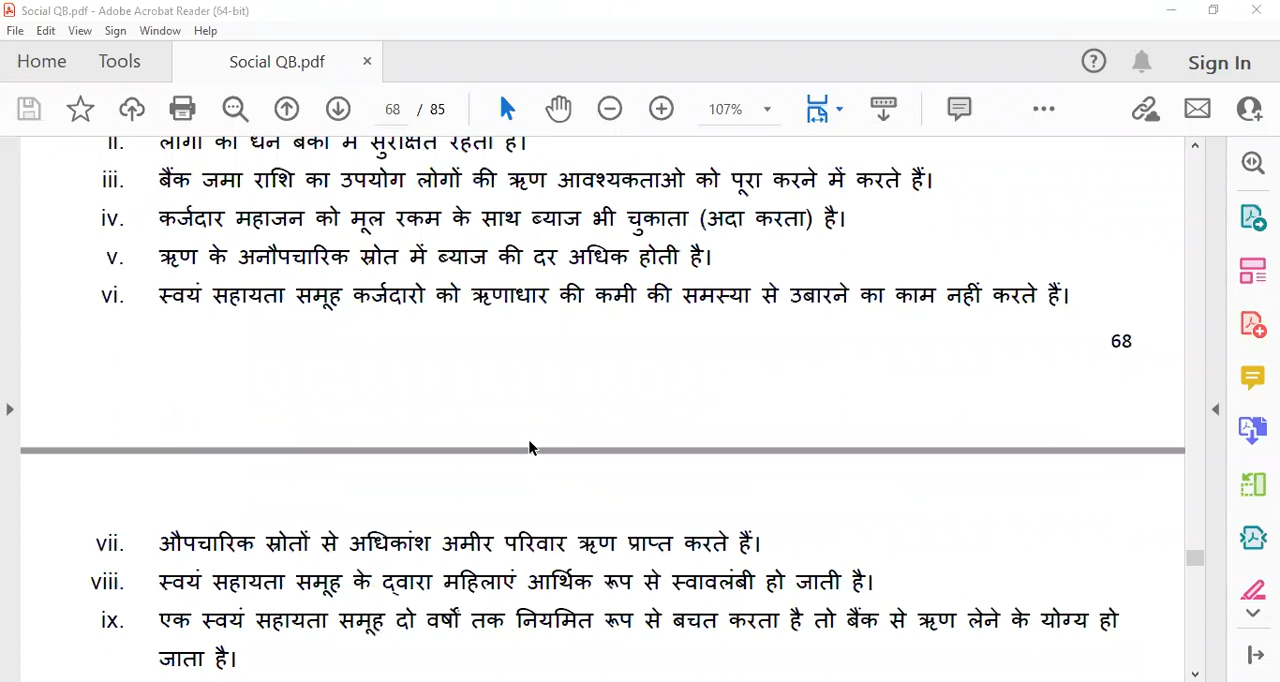 Social QB.pdf - Adobe Acrobat Reader (64-bit)
File Edit View Sign Window Help
Home Tools Social QB.pdf × Sign In
68 / 85 107%
ii. लोगों का धन बैंकों में सुरक्षित रहता है।
iii. बैंक जमा राशि का उपयोग लोगों की ऋण आवश्यकताओ को पूरा करने में करते हैं।
iv. कर्जदार महाजन को मूल रकम के साथ ब्याज भी चुकाता (अदा करता) है।
v. ऋण के अनौपचारिक स्रोत में ब्याज की दर अधिक होती है।
vi. स्वयं सहायता समूह कर्जदारो को ऋणाधार की कमी की समस्या से उबारने का काम नहीं करते हैं।
68
vii. औपचारिक स्रोतों से अधिकांश अमीर परिवार ऋण प्राप्त करते हैं।
viii. स्वयं सहायता समूह के द्वारा महिलाएं आर्थिक रूप से स्वावलंबी हो जाती है।
ix. एक स्वयं सहायता समूह दो वर्षों तक नियमित रूप से बचत करता है तो बैंक से ऋण लेने के योग्य हो
जाता है।